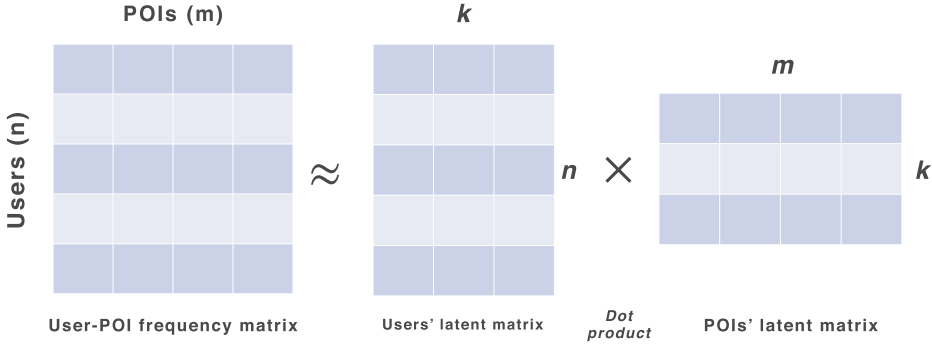 POIs (m)
k
m
Users (n)
≈
n
×
k
User-POI frequency matrix
Users’ latent matrix
Dot
product
POIs’ latent matrix